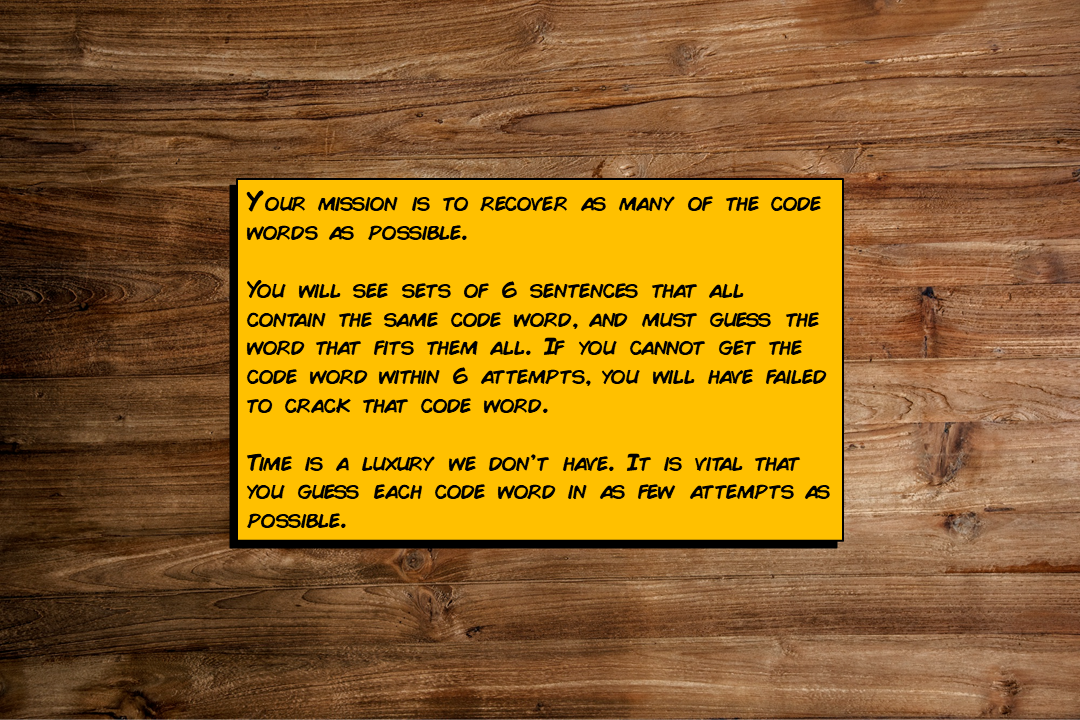 Your mission is to recover as many of the code
words as possible.
You will see sets of 6 sentences that all
contain the same code word, and must guess the
word that fits them all. If you cannot get the
code word within 6 attempts, you will have failed
to crack that code word.
Time is a luxury we don't have. It is vital that
you guess each code word in as few attempts as
possible.